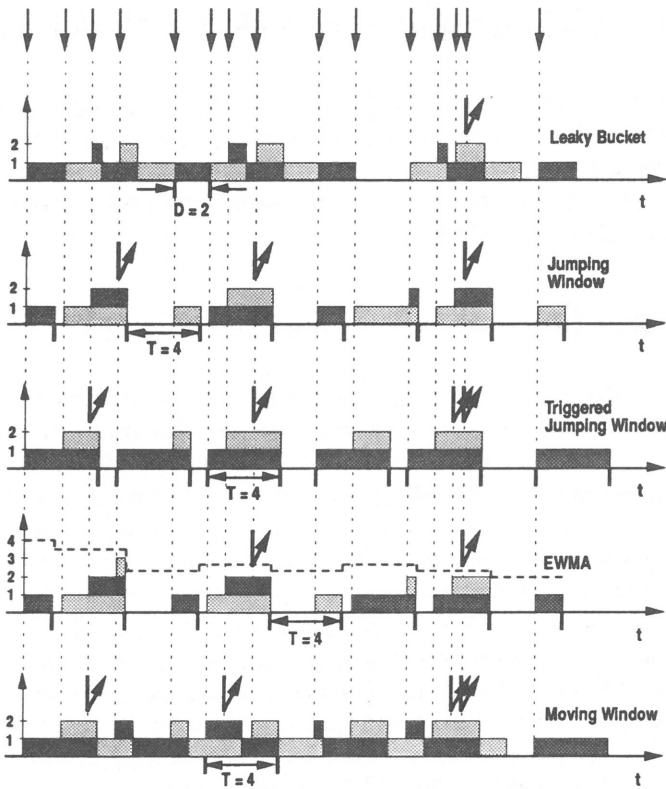 2
1
Leaky Bucket
D = 2
t
2
1
Jumping
Window
T = 4
t
2
1
Triggered
Jumping Window
T = 4
t
4
3
2
1
EWMA
T = 4
t
2
1
Moving Window
T = 4
t